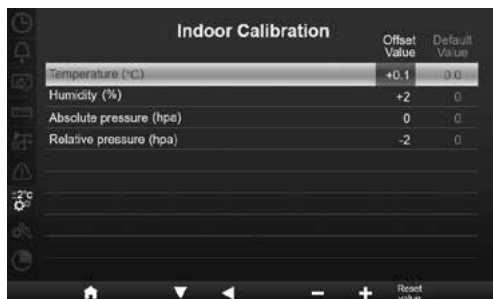 Indoor Calibration
Offset Value
Default Value
Temperature (°C) +0.1 0.0
Humidity (%) +2 0
Absolute pressure (hpa) 0 0
Relative pressure (hpa) -2 0
±2°C
Reset value